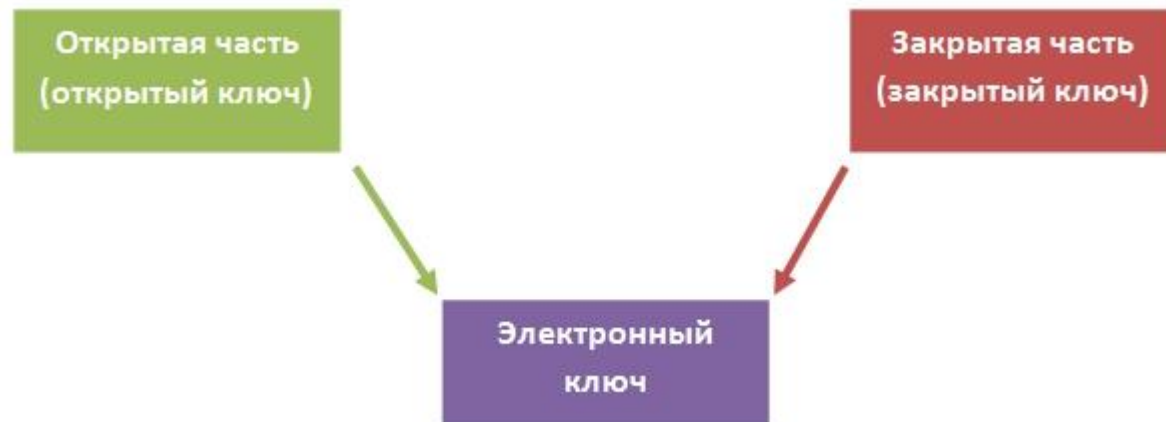 Открытая часть
(открытый ключ)
Закрытая часть
(закрытый ключ)
Электронный
ключ